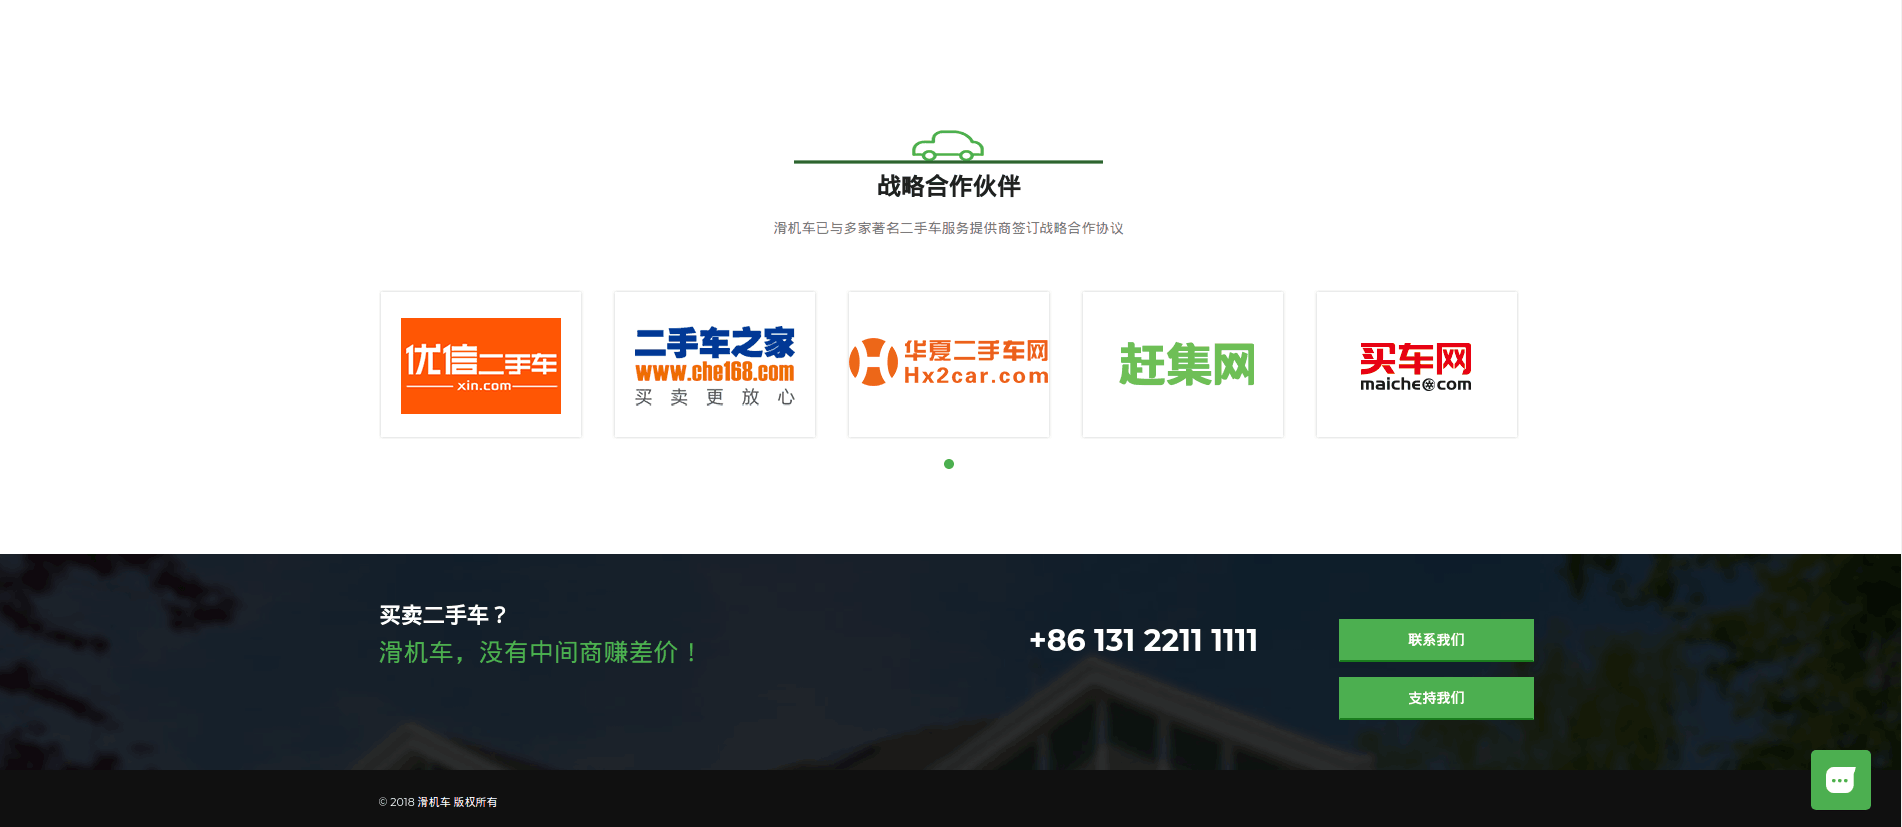 战略合作伙伴
滑机车已与多家著名二手车服务提供商签订战略合作协议
优信二手车
xin.com
二手车之家
www.che168.com
买卖更放心
华夏二手车网
Hx2car.com
赶集网
买车网
maiche.com
买卖二手车？
滑机车，没有中间商赚差价！
+86 131 2211 1111
联系我们
支持我们
© 2018 滑机车 版权所有